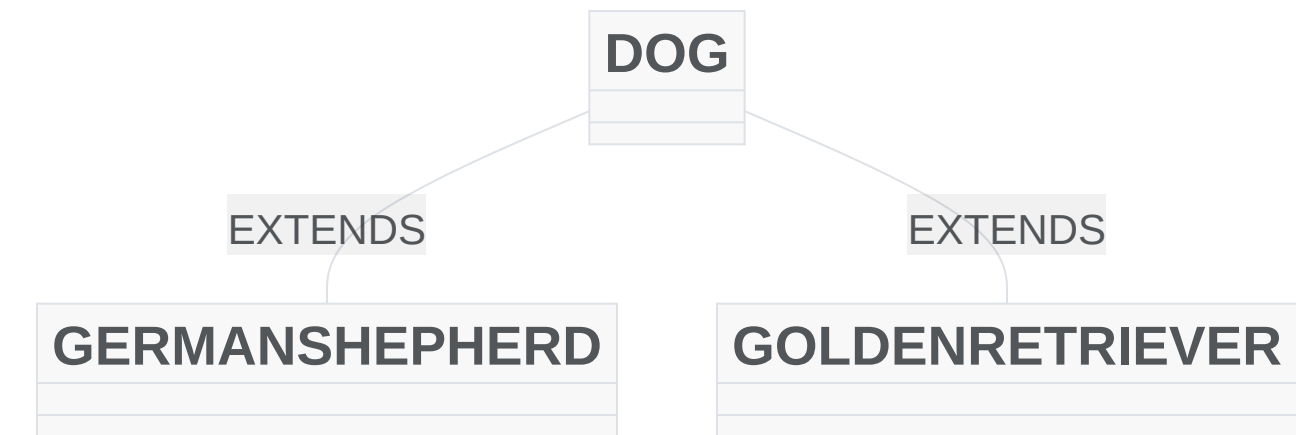 DOG
EXTENDS
EXTENDS
GERMANSHEPHERD
GOLDENRETRIEVER